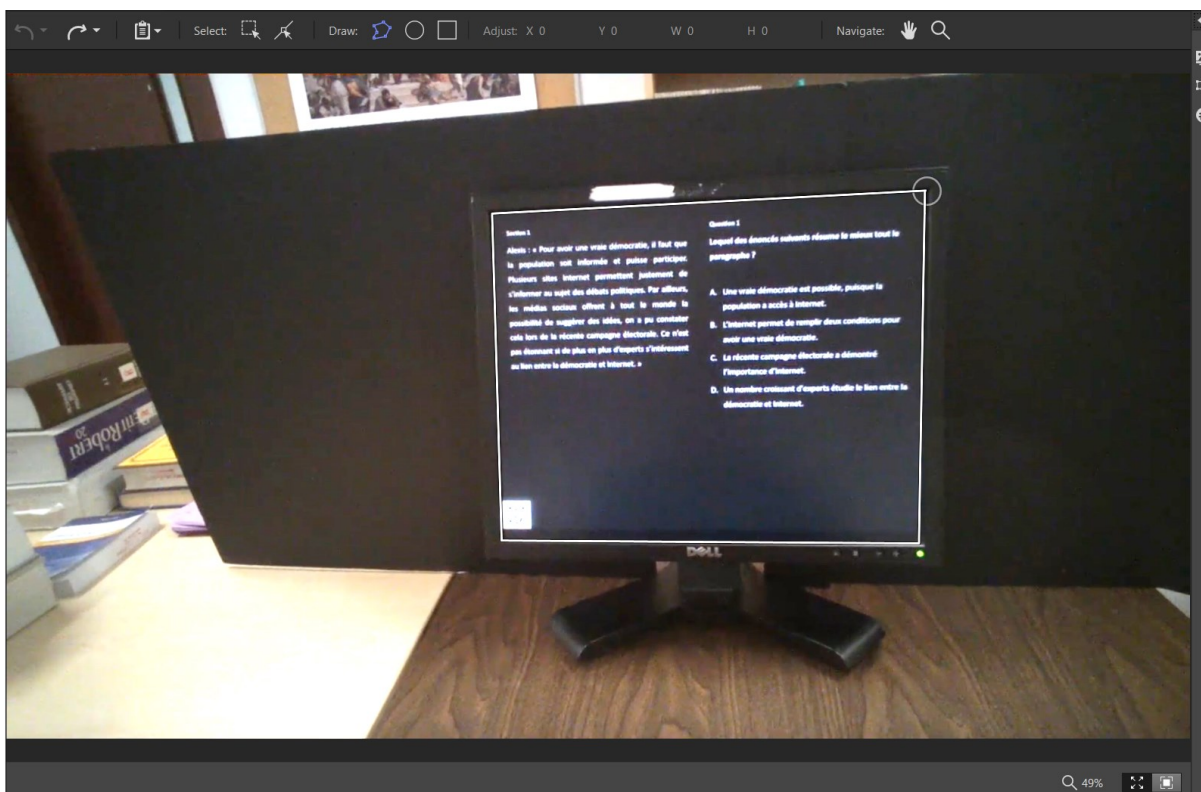 Select:
Draw:
Adjust: X 0
Y 0
W 0
H 0
Navigate:
Section 1
Alexis : « Pour avoir une vraie démocratie, il faut que
la population soit informée et puisse participer.
Plusieurs sites Internet permettent justement de
s'informer au sujet des débats politiques. Par ailleurs,
les médias sociaux offrent à tout le monde la
possibilité de suggérer des idées, on a pu constater
cela lors de la récente campagne électorale. Ce n'est
pas étonnant si de plus en plus d'experts s'intéressent
au lien entre la démocratie et Internet. »
Question 1
Lequel des énoncés suivants résume le mieux tout le
paragraphe ?
A. Une vraie démocratie est possible, puisque la
population a accès à Internet.
B. L'Internet permet de remplir deux conditions pour
avoir une vraie démocratie.
C. La récente campagne électorale a démontré
l'importance d'Internet.
D. Un nombre croissant d'experts étudie le lien entre la
démocratie et Internet.
DELL
ROBERT
20
49%